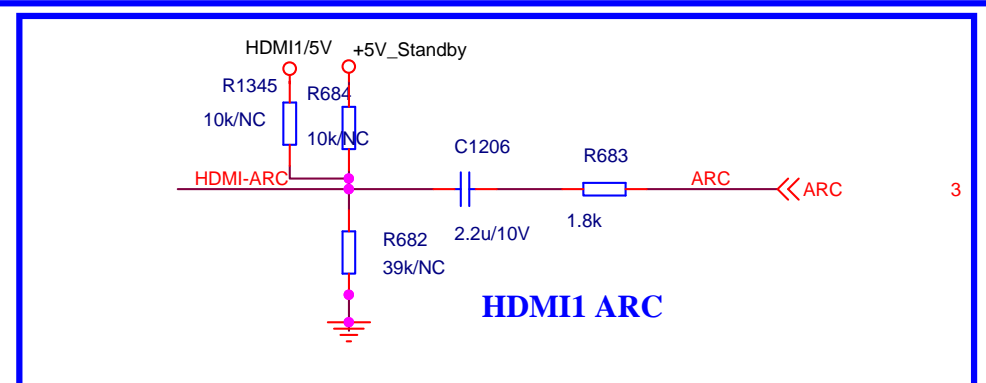 HDMI1/5V
+5V_Standby
R1345
R684
10k/NC
10k/NC
C1206
R683
HDMI-ARC
ARC
ARC
3
1.8k
2.2u/10V
R682
39k/NC
HDMI1 ARC